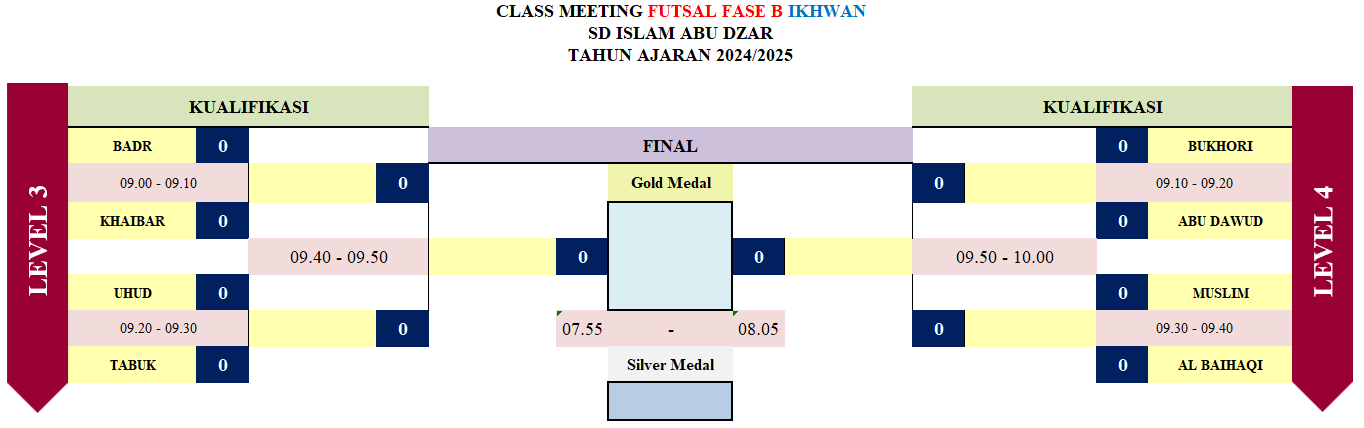 CLASS MEETING FUTSAL FASE B IKHWAN
SD ISLAM ABU DZAR
TAHUN AJARAN 2024/2025
LEVEL 3
KUALIFIKASI
KUALIFIKASI
LEVEL 4
BADR 0
FINAL
0 BUKHORI
09.00 - 09.10
0
Gold Medal
0
09.10 - 09.20
KHAIBAR 0
0 ABU DAWUD
09.40 - 09.50
0
0
09.50 - 10.00
UHUD 0
0 MUSLIM
09.20 - 09.30
0
07.55 - 08.05
0
09.30 - 09.40
TABUK 0
Silver Medal
0 AL BAIHAQI